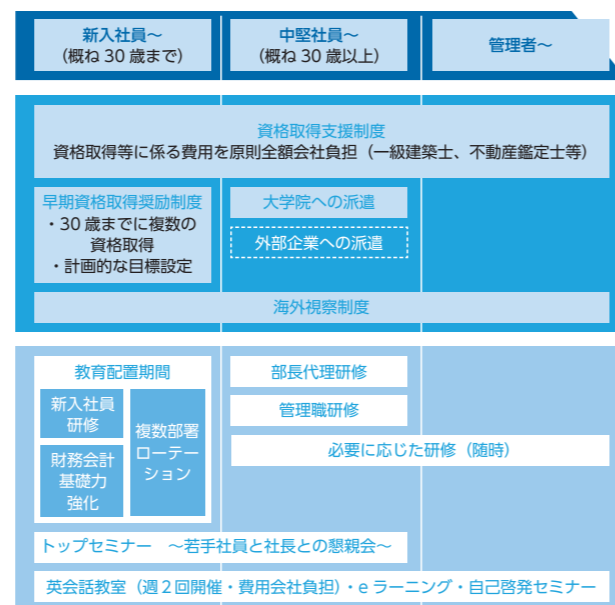 新入社員～
（概ね 30 歳まで）
中堅社員～
（概ね 30 歳以上）
管理者～
資格取得支援制度
資格取得等に係る費用を原則全額会社負担（一級建築士、不動産鑑定士等）
早期資格取得奨励制度
・30 歳までに複数の
資格取得
・計画的な目標設定
大学院への派遣
外部企業への派遣
海外視察制度
教育配置期間
新入社員
研修
財務会計
基礎力
強化
複数部署
ローテー
ション
部長代理研修
管理職研修
必要に応じた研修（随時）
トップセミナー　～若手社員と社長との懇親会～
英会話教室（週２回開催・費用会社負担）・e ラーニング・自己啓発セミナー